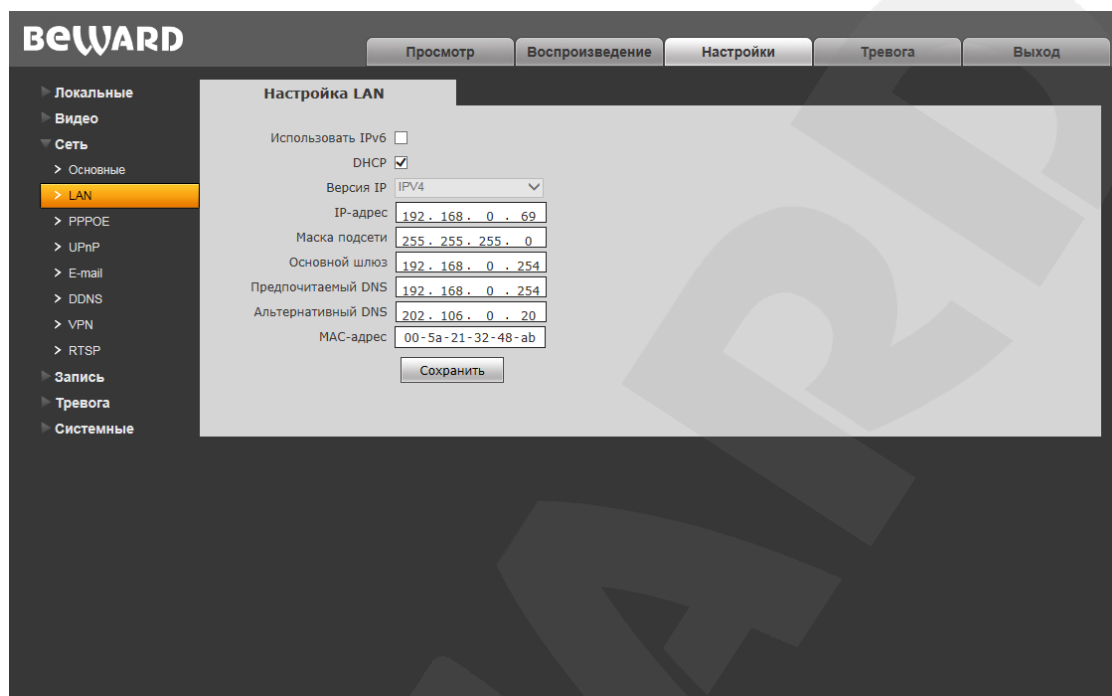 BEWARD
Просмотр Воспроизведение Настройки Тревога Выход
Локальные
Видео
Сеть
> Основные
> LAN
> PPPOE
> UPnP
> E-mail
> DDNS
> VPN
> RTSP
Запись
Тревога
Системные
Настройка LAN
Использовать IPv6
DHCP
Версия IP IPV4
IP-адрес 192. 168. 0 . 69
Маска подсети 255. 255. 255. 0
Основной шлюз 192. 168. 0 . 254
Предпочитаемый DNS 192. 168. 0 . 254
Альтернативный DNS 202. 106. 0 . 20
MAC-адрес 00-5a-21-32-48-ab
Сохранить